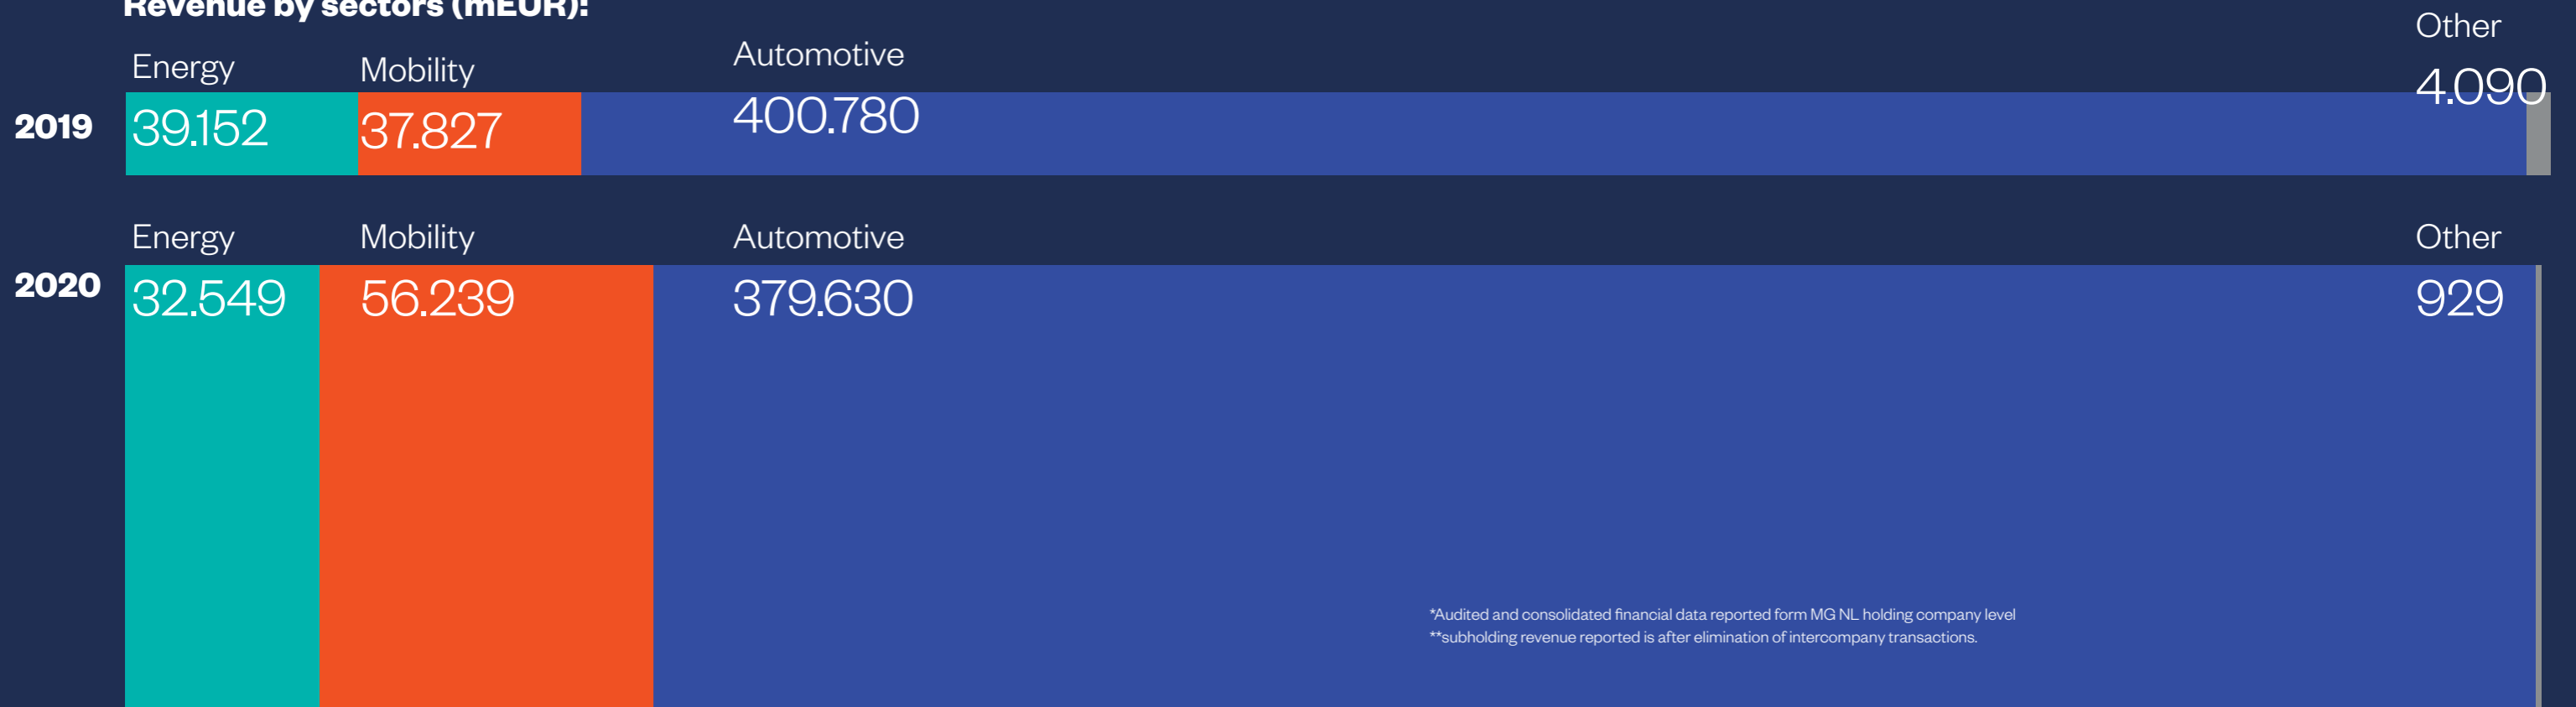 Revenue by sectors (mEUR):
Energy Mobility Automotive Other
2019 39.152 37.827 400.780 4.090
Energy Mobility Automotive Other
2020 32.549 56.239 379.630 929
*Audited and consolidated financial data reported form MG NL holding company level
**subholding revenue reported is after elimination of intercompany transactions.